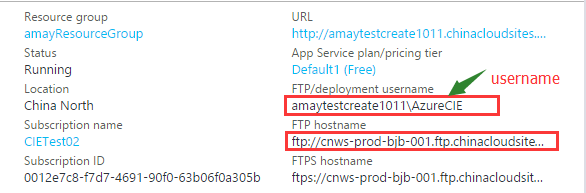 Resource group
amayResourceGroup
Status
Running
Location
China North
Subscription name
CIETest02
Subscription ID
0012e7c8-f7d7-4691-90f0-63b06f0a305b
URL
http://amaytestcreate1011.chinacloudsites....
App Service plan/pricing tier
Default1 (Free)
FTP/deployment username
username
amaytestcreate1011\AzureCIE
FTP hostname
ftp://cnws-prod-bjb-001.ftp.chinacloudsite...
FTPS hostname
ftps://cnws-prod-bjb-001.ftp.chinacloudsit...